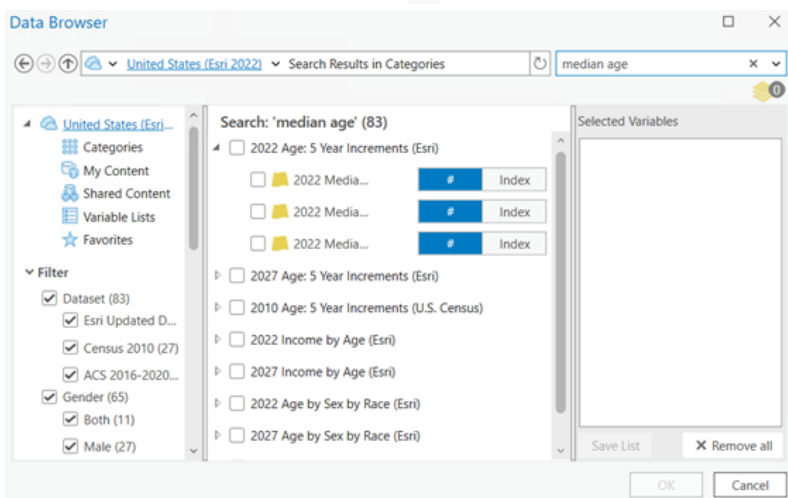 Data Browser
United States (Esri 2022) Search Results in Categories
median age
0
United States (Esri...
Categories
My Content
Shared Content
Variable Lists
Favorites
Filter
Dataset (83)
Esri Updated D...
Census 2010 (27)
ACS 2016-2020...
Gender (65)
Both (11)
Male (27)
Search: 'median age' (83)
2022 Age: 5 Year Increments (Esri)
2022 Media... # Index
2022 Media... # Index
2022 Media... # Index
2027 Age: 5 Year Increments (Esri)
2010 Age: 5 Year Increments (U.S. Census)
2022 Income by Age (Esri)
2027 Income by Age (Esri)
2022 Age by Sex by Race (Esri)
2027 Age by Sex by Race (Esri)
Selected Variables
Save List Remove all
OK Cancel